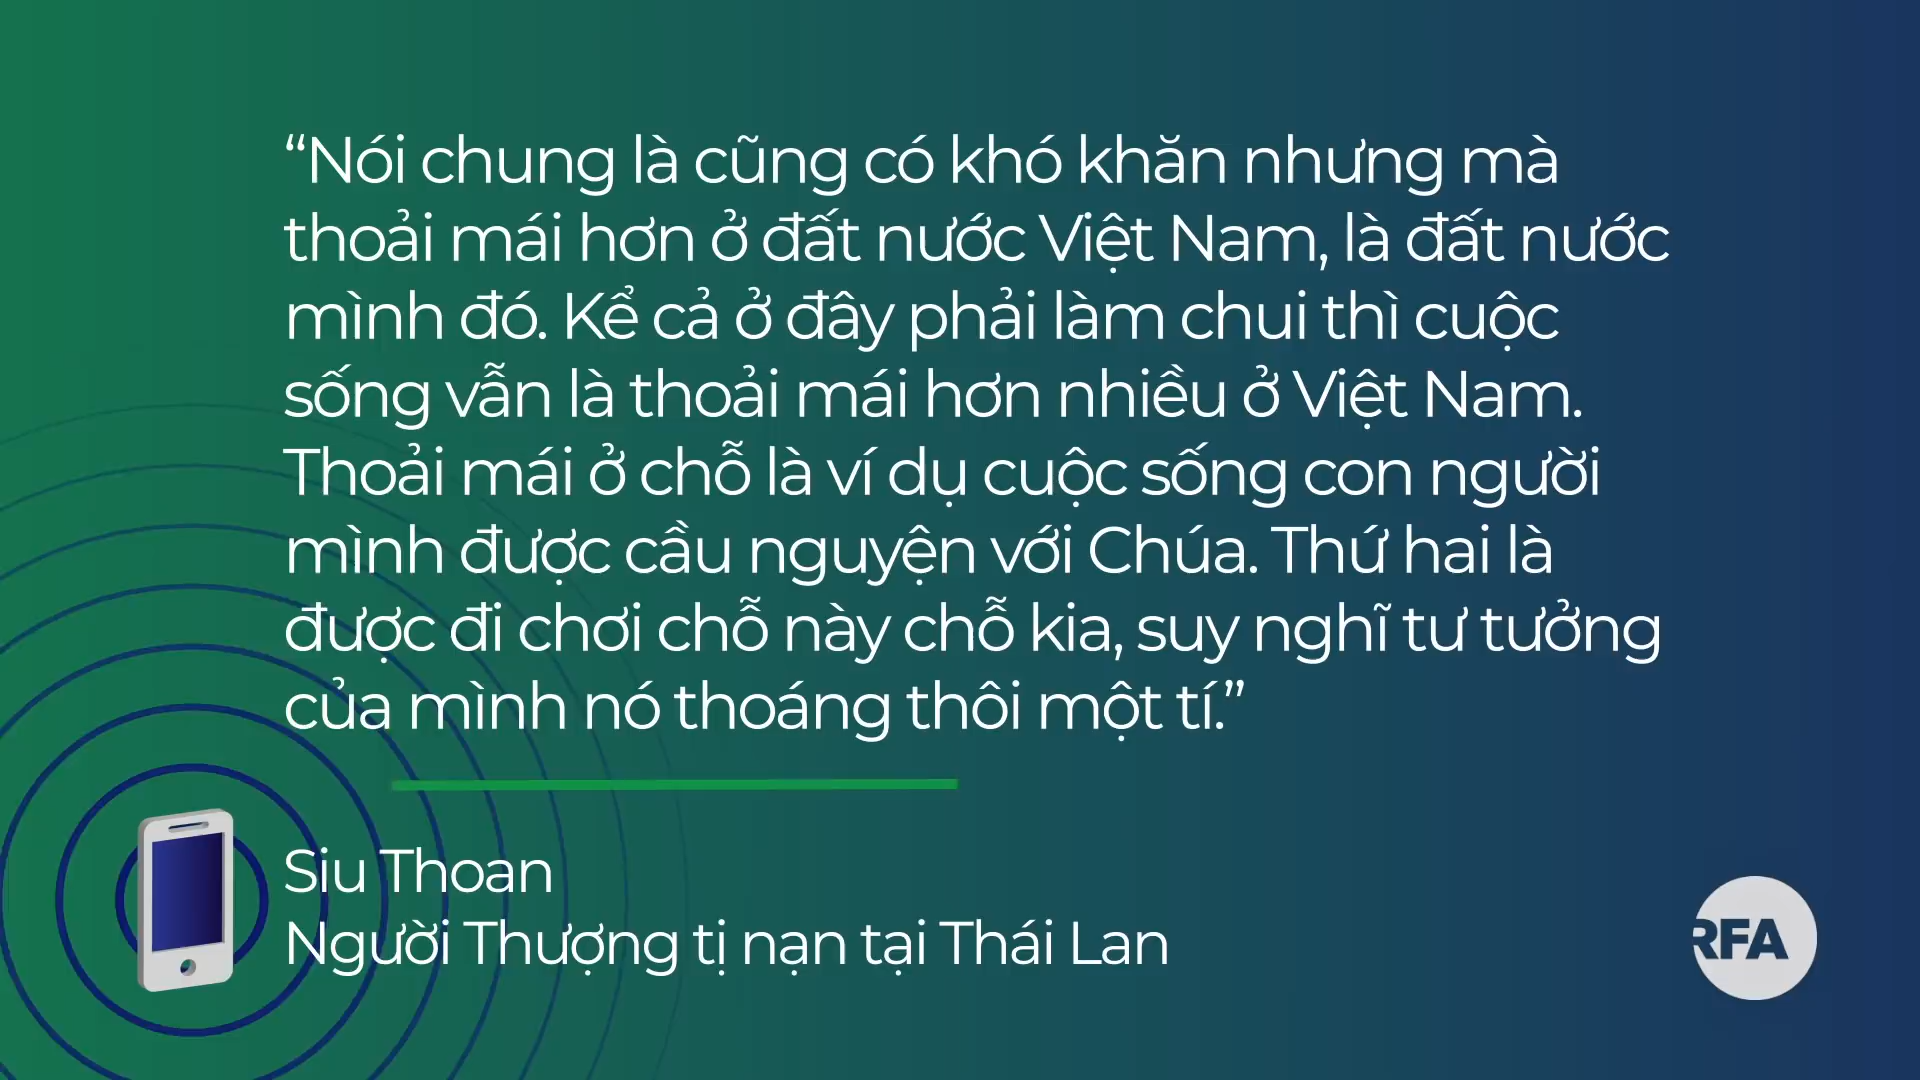 “Nói chung là cũng có khó khăn nhưng mà
thoải mái hơn ở đất nước Việt Nam, là đất nước
mình đó. Kể cả ở đây phải làm chui thì cuộc
sống vẫn là thoải mái hơn nhiều ở Việt Nam.
Thoải mái ở chỗ là ví dụ cuộc sống con người
mình được cầu nguyện với Chúa. Thứ hai là
được đi chơi chỗ này chỗ kia, suy nghĩ tư tưởng
của mình nó thoáng thôi một tí.”
Siu Thoan
Người Thượng tị nạn tại Thái Lan
RFA